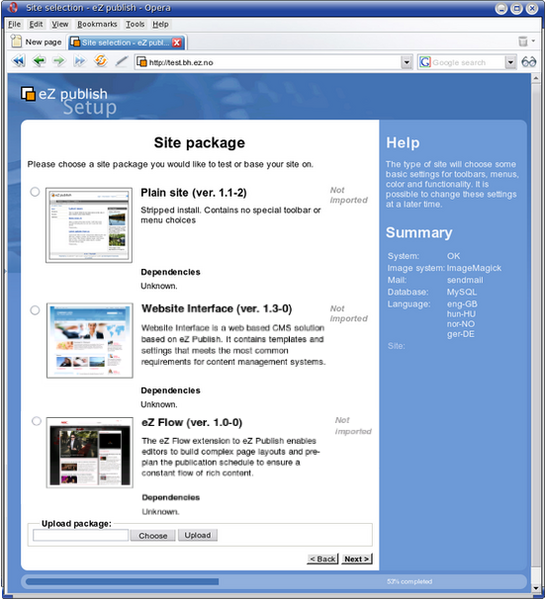 Site selection - eZ publish - Opera
File Edit View Bookmarks Tools Help
New page
Site selection - eZ publ...
http://test.bh.ez.no
Google search
eZ publish
Setup
Site package
Please choose a site package you would like to test or base your site on.
Plain site (ver. 1.1-2)
Not
imported
Stripped install. Contains no special toolbar or
menu choices
Dependencies
Unknown.
Website Interface (ver. 1.3-0)
Not
imported
Website Interface is a web based CMS solution
based on eZ Publish. It contains templates and
settings that meets the most common
requirements for content management systems.
Dependencies
Unknown.
eZ Flow (ver. 1.0-0)
Not
imported
The eZ Flow extension to eZ Publish enables
editors to build complex page layouts and pre-
plan the publication schedule to ensure a
constant flow of rich content.
Dependencies
Unknown.
Upload package:
Choose Upload
< Back Next >
Help
The type of site will choose some
basic settings for toolbars, menus,
color and functionality. It is
possible to change these settings
at a later time.
Summary
System: OK
Image system: ImageMagick
Mail: sendmail
Database: MySQL
Language: eng-GB
hun-HU
nor-NO
ger-DE
Site:
53% completed